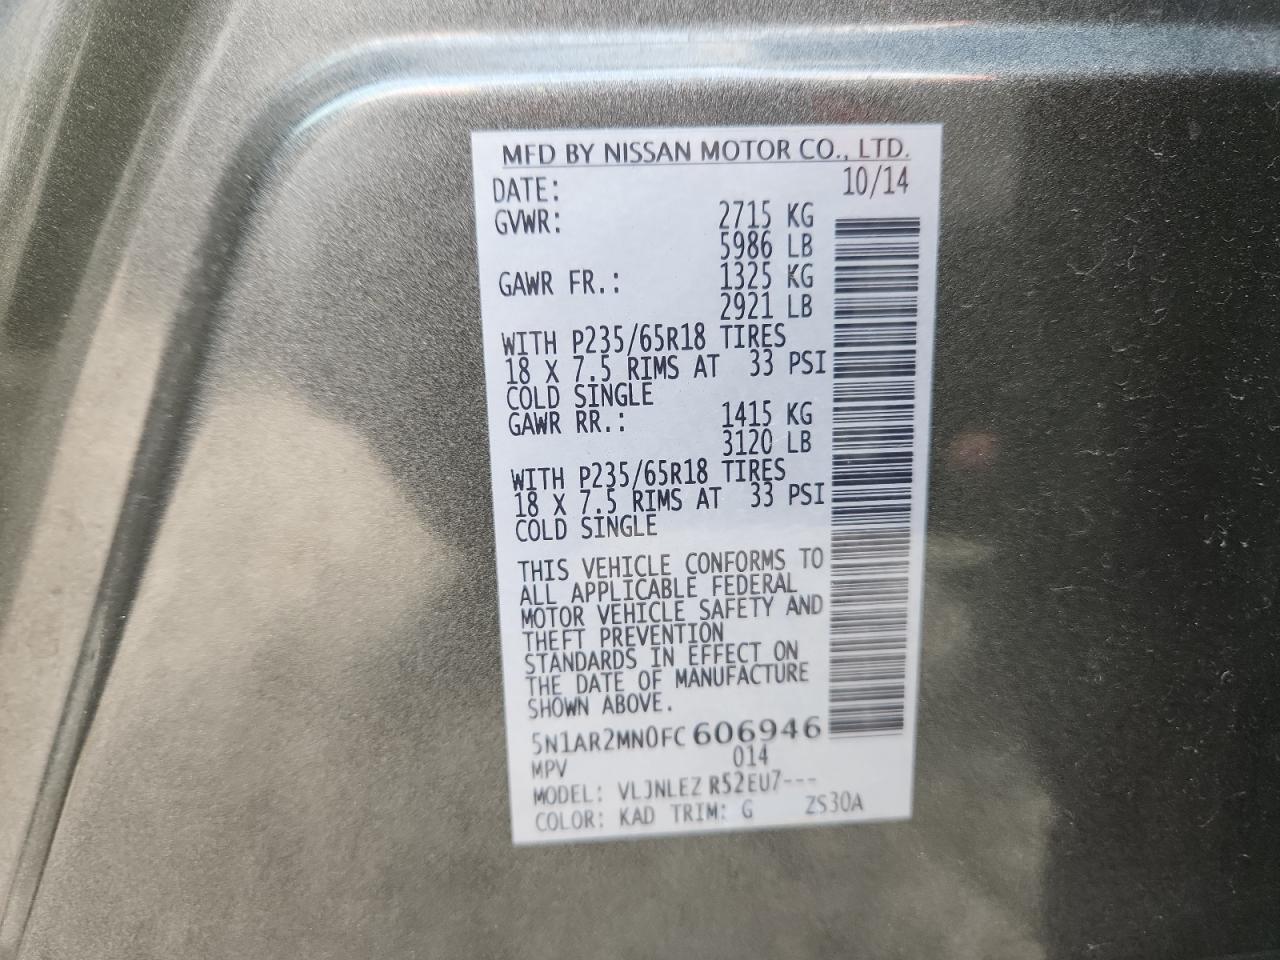 MFD BY NISSAN MOTOR CO., LTD.
DATE: 10/14
GVWR: 2715 KG
5986 LB
GAWR FR.: 1325 KG
2921 LB
WITH P235/65R18 TIRES
18 X 7.5 RIMS AT 33 PSI
COLD SINGLE
GAWR RR.: 1415 KG
3120 LB
WITH P235/65R18 TIRES
18 X 7.5 RIMS AT 33 PSI
COLD SINGLE
THIS VEHICLE CONFORMS TO
ALL APPLICABLE FEDERAL
MOTOR VEHICLE SAFETY AND
THEFT PREVENTION
STANDARDS IN EFFECT ON
THE DATE OF MANUFACTURE
SHOWN ABOVE.
5N1AR2MN0FC 606946
MPV 014
MODEL: VLJNLEZ R52EU7---
COLOR: KAD TRIM: G ZS30A